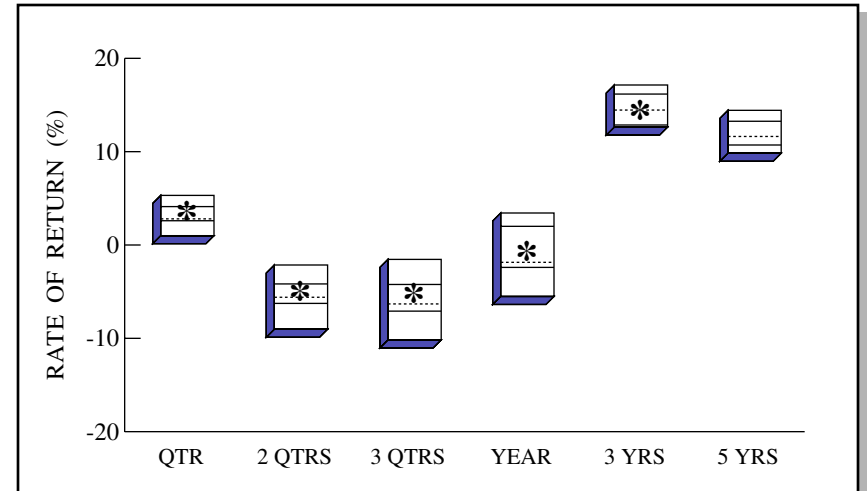 20
10
0
-10
-20
RATE OF RETURN (%)
QTR 2 QTRS 3 QTRS YEAR 3 YRS 5 YRS